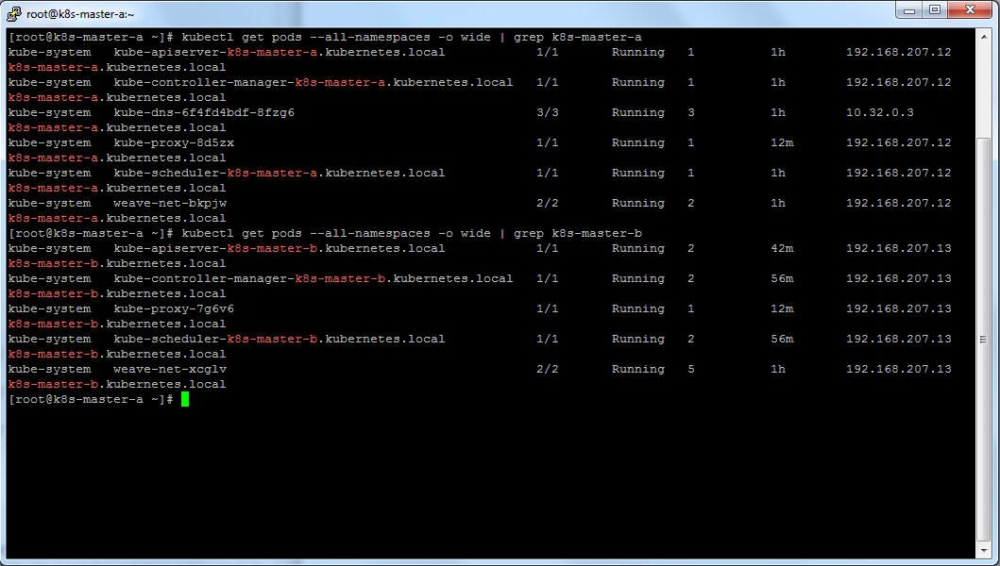 root@k8s-master-a:~
[root@k8s-master-a ~]# kubectl get pods --all-namespaces -o wide | grep k8s-master-a
kube-system   kube-apiserver-k8s-master-a.kubernetes.local            1/1       Running   1          1h        192.168.207.12
k8s-master-a.kubernetes.local
kube-system   kube-controller-manager-k8s-master-a.kubernetes.local   1/1       Running   1          1h        192.168.207.12
k8s-master-a.kubernetes.local
kube-system   kube-dns-6f4fd4bdf-8fzg6                                3/3       Running   3          1h        10.32.0.3
k8s-master-a.kubernetes.local
kube-system   kube-proxy-8d5zx                                        1/1       Running   1          12m       192.168.207.12
k8s-master-a.kubernetes.local
kube-system   kube-scheduler-k8s-master-a.kubernetes.local            1/1       Running   1          1h        192.168.207.12
k8s-master-a.kubernetes.local
kube-system   weave-net-bkpjw                                         2/2       Running   2          1h        192.168.207.12
k8s-master-a.kubernetes.local
[root@k8s-master-a ~]# kubectl get pods --all-namespaces -o wide | grep k8s-master-b
kube-system   kube-apiserver-k8s-master-b.kubernetes.local            1/1       Running   2          42m       192.168.207.13
k8s-master-b.kubernetes.local
kube-system   kube-controller-manager-k8s-master-b.kubernetes.local   1/1       Running   2          56m       192.168.207.13
k8s-master-b.kubernetes.local
kube-system   kube-proxy-7g6v6                                        1/1       Running   1          12m       192.168.207.13
k8s-master-b.kubernetes.local
kube-system   kube-scheduler-k8s-master-b.kubernetes.local            1/1       Running   2          56m       192.168.207.13
k8s-master-b.kubernetes.local
kube-system   weave-net-xcglv                                         2/2       Running   5          1h        192.168.207.13
k8s-master-b.kubernetes.local
[root@k8s-master-a ~]#